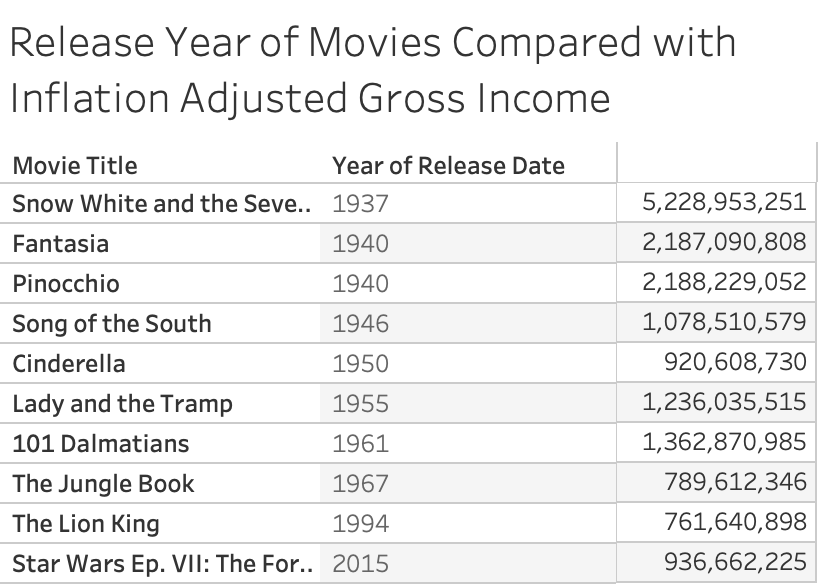 Release Year of Movies Compared with
Inflation Adjusted Gross Income
Movie Title Year of Release Date
Snow White and the Seve.. 1937 5,228,953,251
Fantasia 1940 2,187,090,808
Pinocchio 1940 2,188,229,052
Song of the South 1946 1,078,510,579
Cinderella 1950 920,608,730
Lady and the Tramp 1955 1,236,035,515
101 Dalmatians 1961 1,362,870,985
The Jungle Book 1967 789,612,346
The Lion King 1994 761,640,898
Star Wars Ep. VII: The For.. 2015 936,662,225